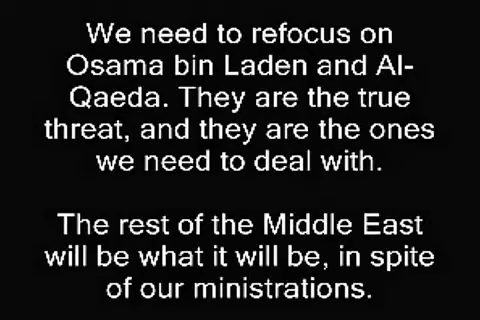 We need to refocus on
Osama bin Laden and Al-
Qaeda. They are the true
threat, and they are the ones
we need to deal with.
The rest of the Middle East
will be what it will be, in spite
of our ministrations.